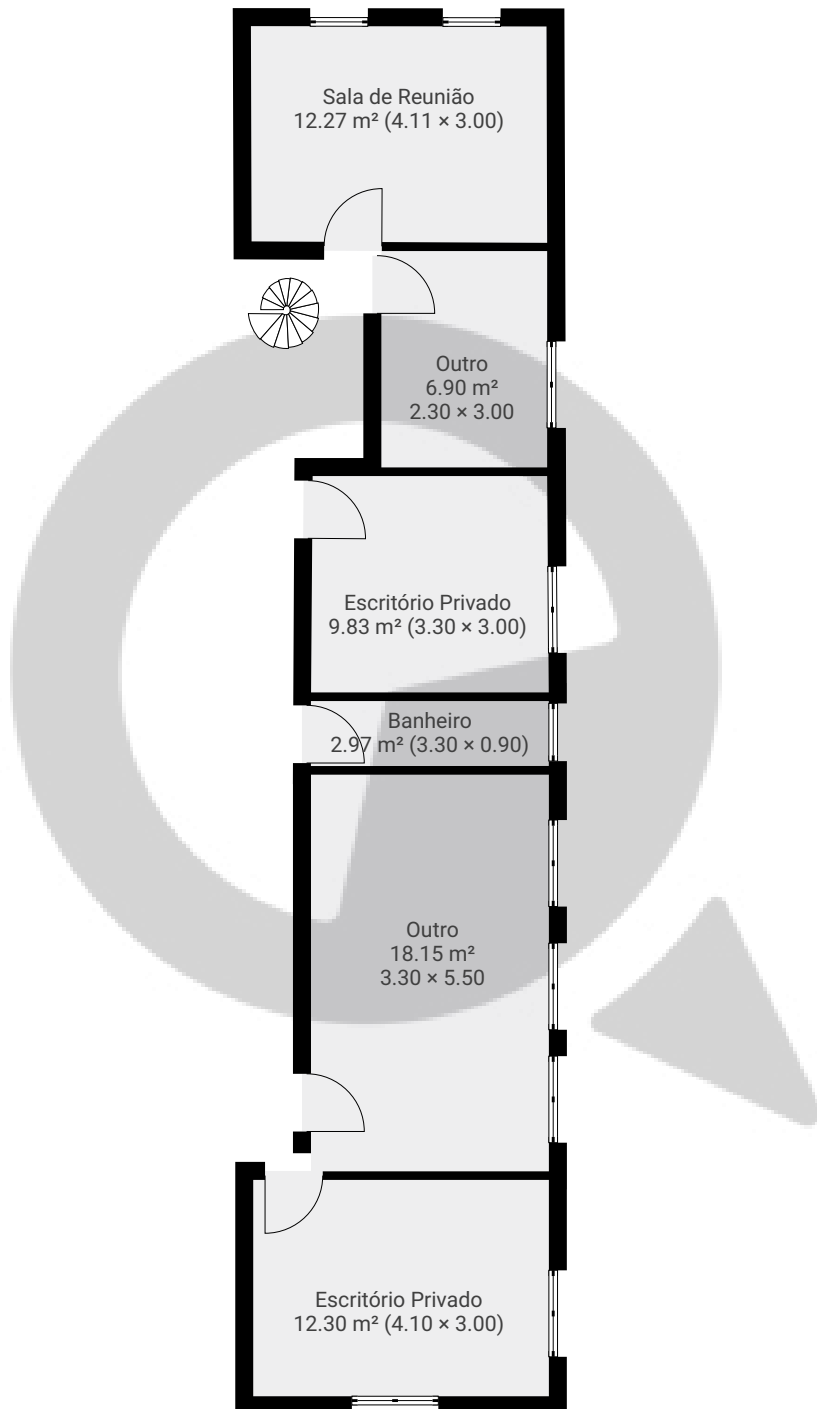 Sala de Reunião
12.27 m² (4.11 × 3.00)
Outro
6.90 m²
2.30 × 3.00
Escritório Privado
9.83 m² (3.30 × 3.00)
Banheiro
2.97 m² (3.30 × 0.90)
Outro
18.15 m²
3.30 × 5.50
Escritório Privado
12.30 m² (4.10 × 3.00)